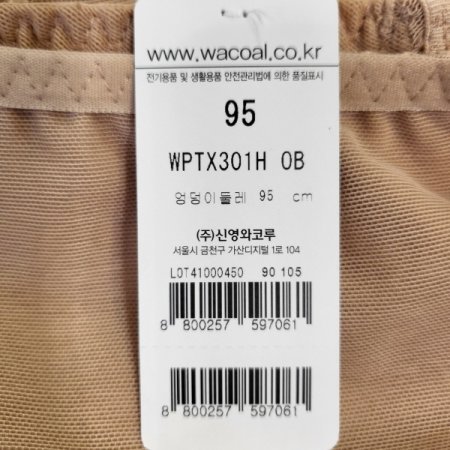 www.wacoal.co.kr
전기용품 및 생활용품 안전관리법에 의한 품질표시
95
WPTX301H OB
엉덩이둘레 95 cm
(주)신영와코루
서울시 금천구 가산디지털 1로 104
LOT41000450 90 105
8 800257 597061
8 800257 597061